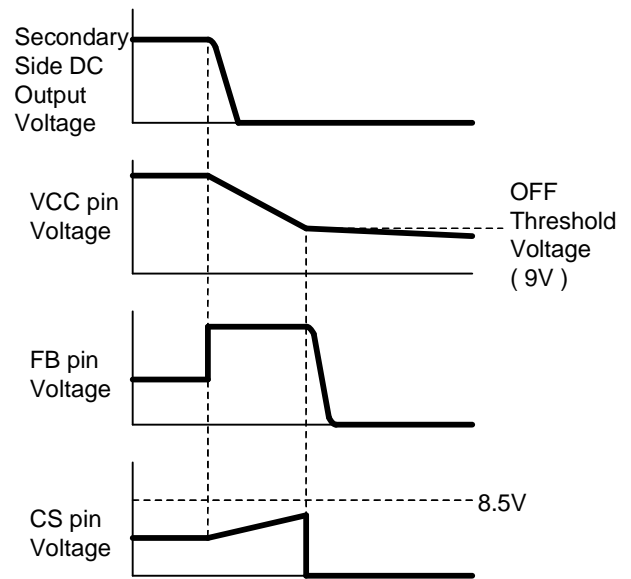 Secondary
Side DC
Output
Voltage
VCC pin
Voltage
OFF
Threshold
Voltage
( 9V )
FB pin
Voltage
CS pin
Voltage
8.5V